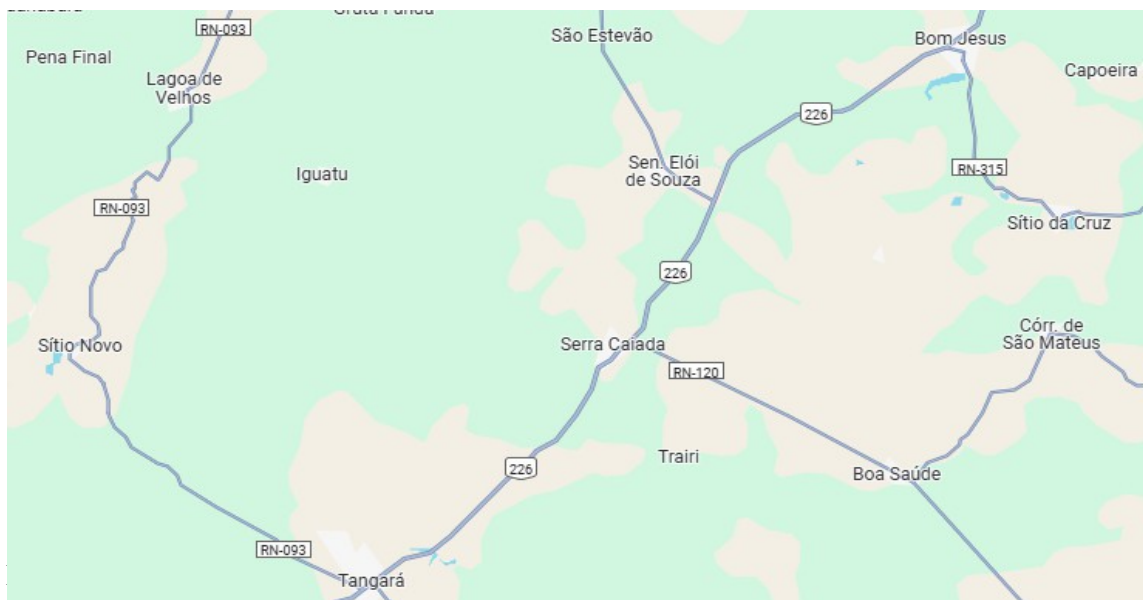 RN-093
São Estevão
Bom Jesus
Pena Final
Lagoa de
Velhos
Capoeira
226
Iguatu
Sen. Elói
de Souza
RN-315
RN-093
Sítio da Cruz
226
Sítio Novo
Serra Caiada
Córr. de
São Mateus
RN-120
Trairi
226
Boa Saúde
RN-093
Tangará